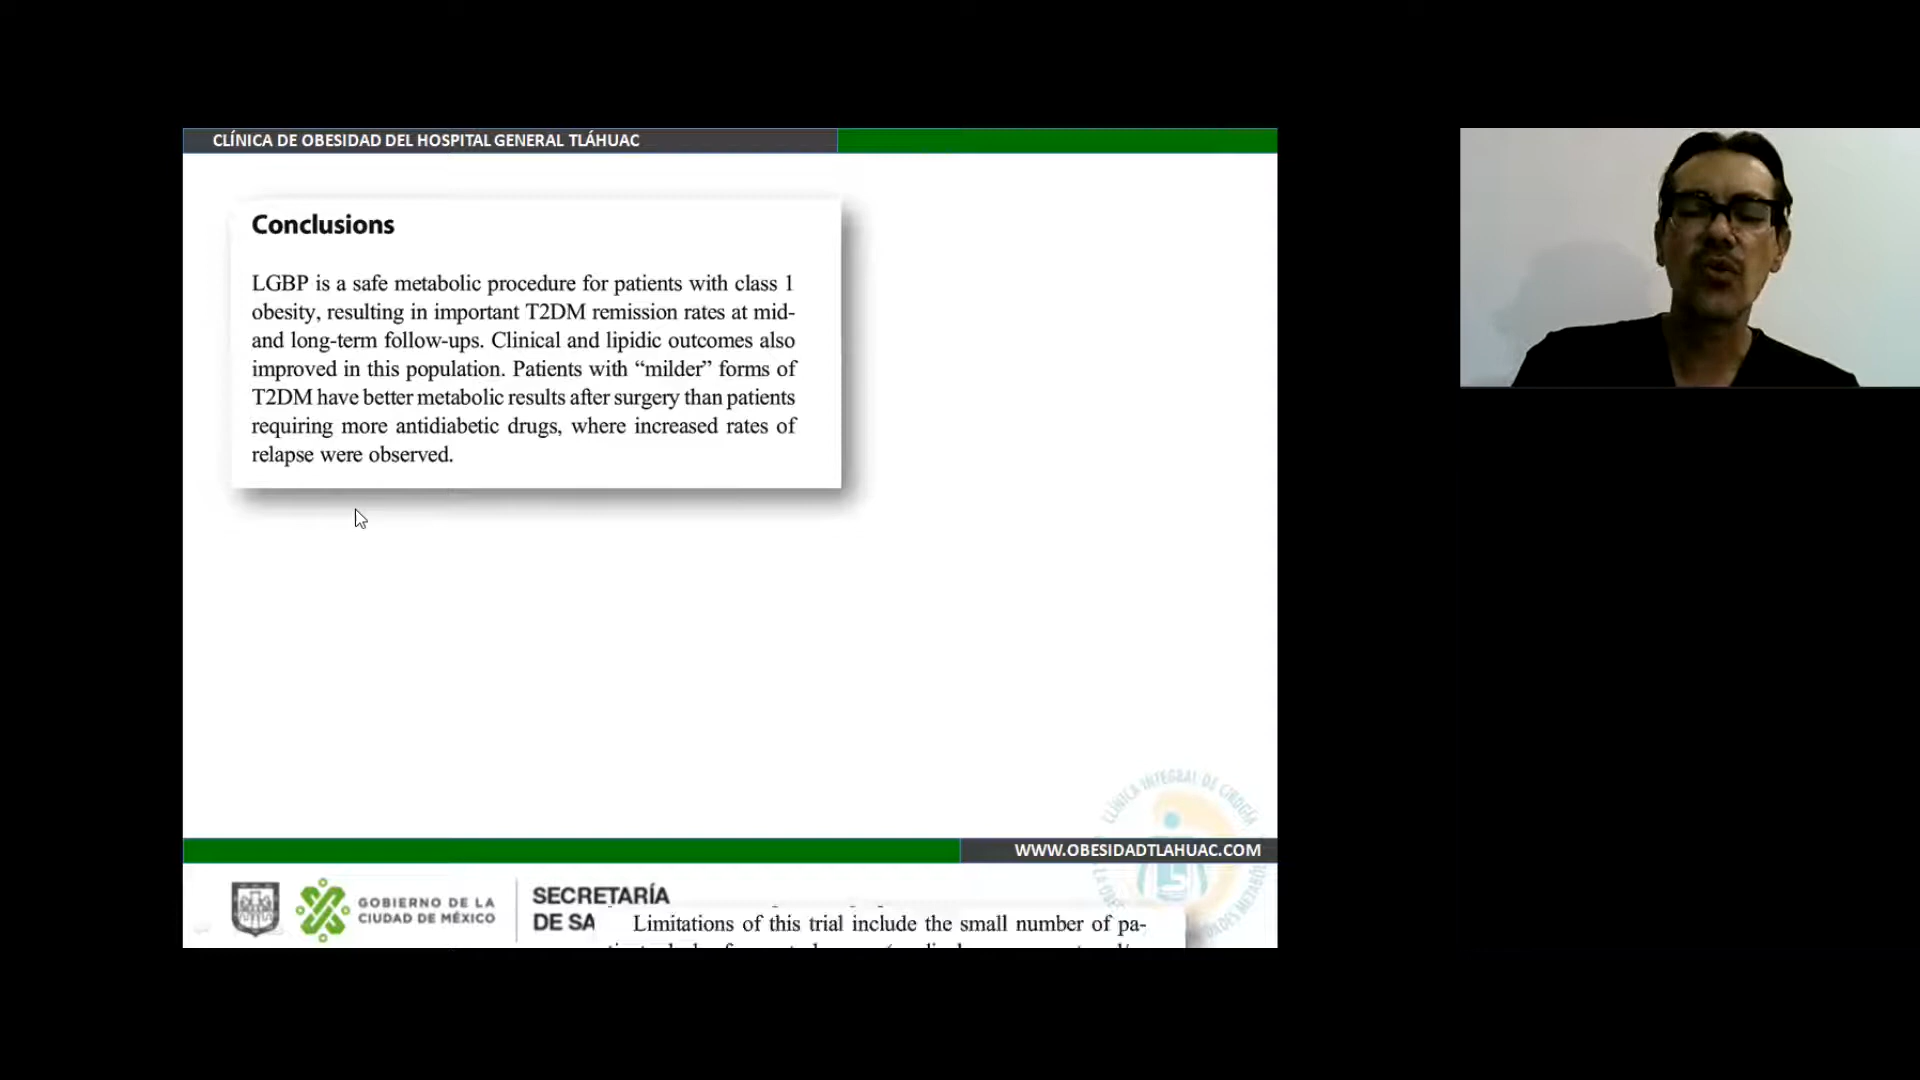 CLÍNICA DE OBESIDAD DEL HOSPITAL GENERAL TLÁHUAC
Conclusions
LGBP is a safe metabolic procedure for patients with class 1
obesity, resulting in important T2DM remission rates at mid-
and long-term follow-ups. Clinical and lipidic outcomes also
improved in this population. Patients with “milder” forms of
T2DM have better metabolic results after surgery than patients
requiring more antidiabetic drugs, where increased rates of
relapse were observed.
CLÍNICA INTEGRAL DE CIRUGÍA
WWW.OBESIDADTLAHUAC.COM
GOBIERNO DE LA
CIUDAD DE MÉXICO
SECRETARÍA
DE SA
Limitations of this trial include the small number of pa-